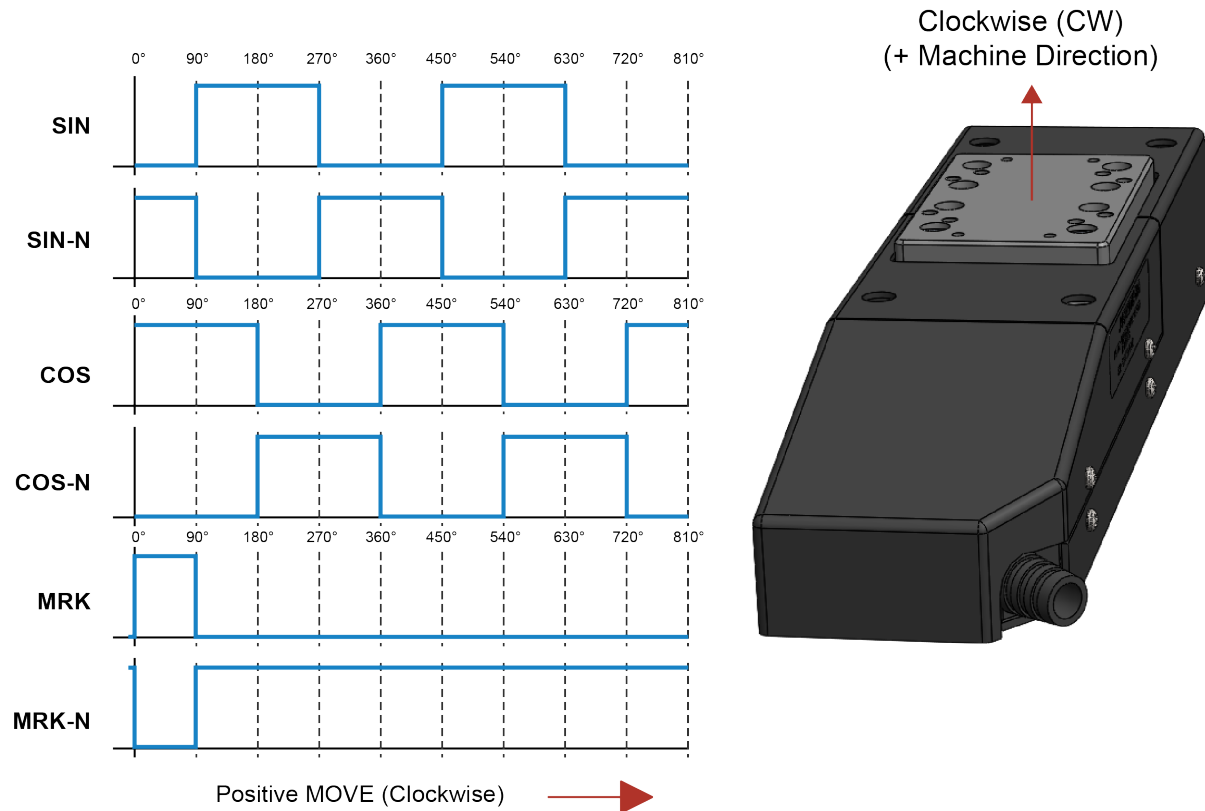 Clockwise (CW)
(+ Machine Direction)
0° 90° 180° 270° 360° 450° 540° 630° 720° 810°
SIN
SIN-N
0° 90° 180° 270° 360° 450° 540° 630° 720° 810°
COS
COS-N
0° 90° 180° 270° 360° 450° 540° 630° 720° 810°
MRK
MRK-N
Positive MOVE (Clockwise)